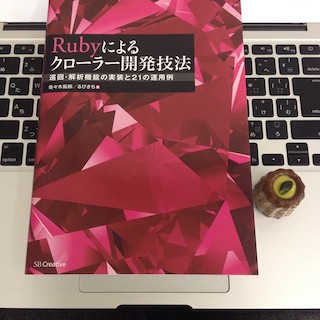 Rubyによる
クローラー開発技法
巡回・解析機能の実装と21の運用例
佐々木拓郎／るびきち 著
SB Creative